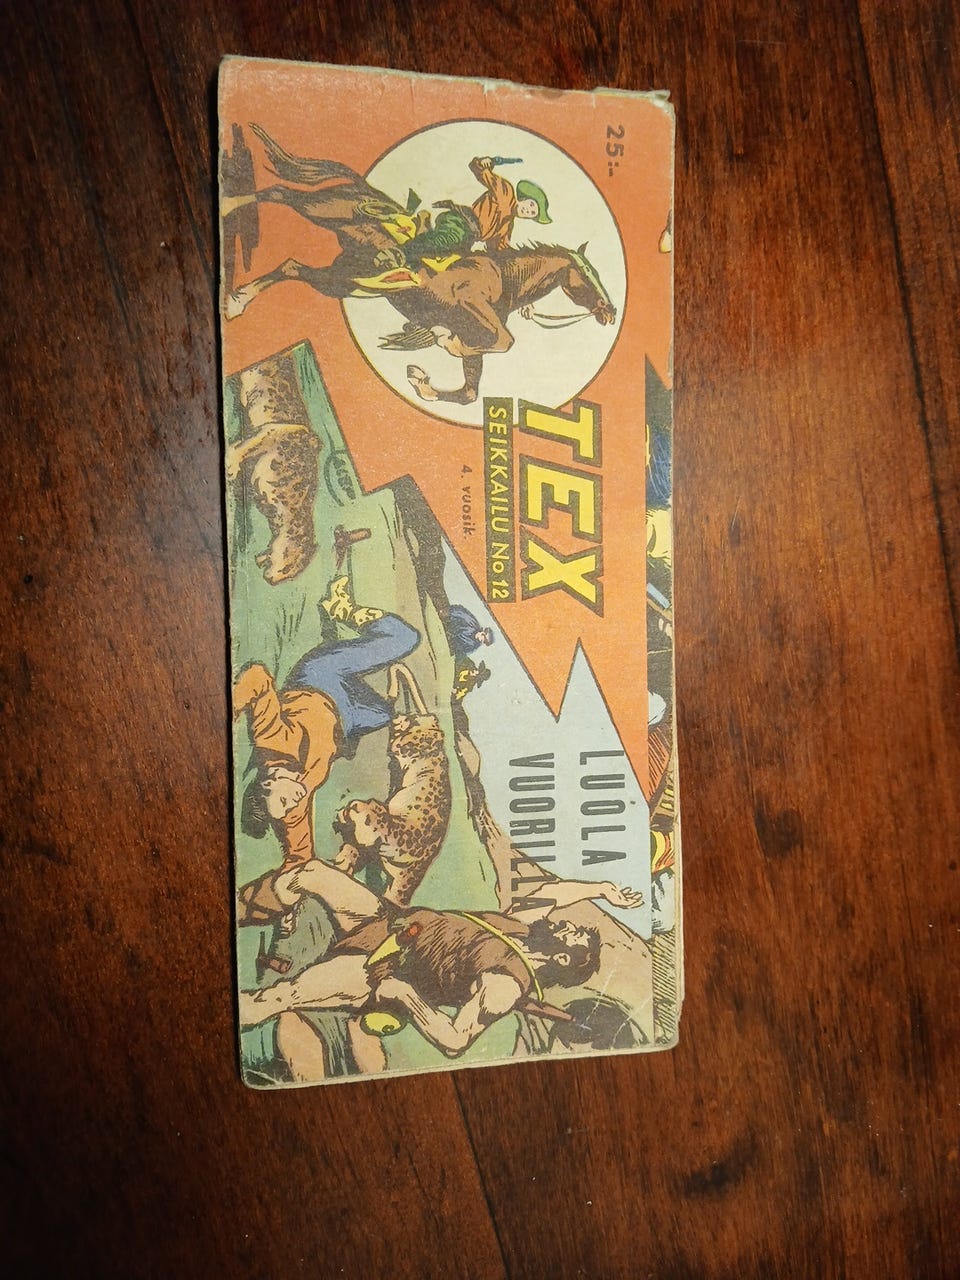 25:-
TEX
SEIKKAILU No 12
4. vuosik.
LUOLA
VUORILLA